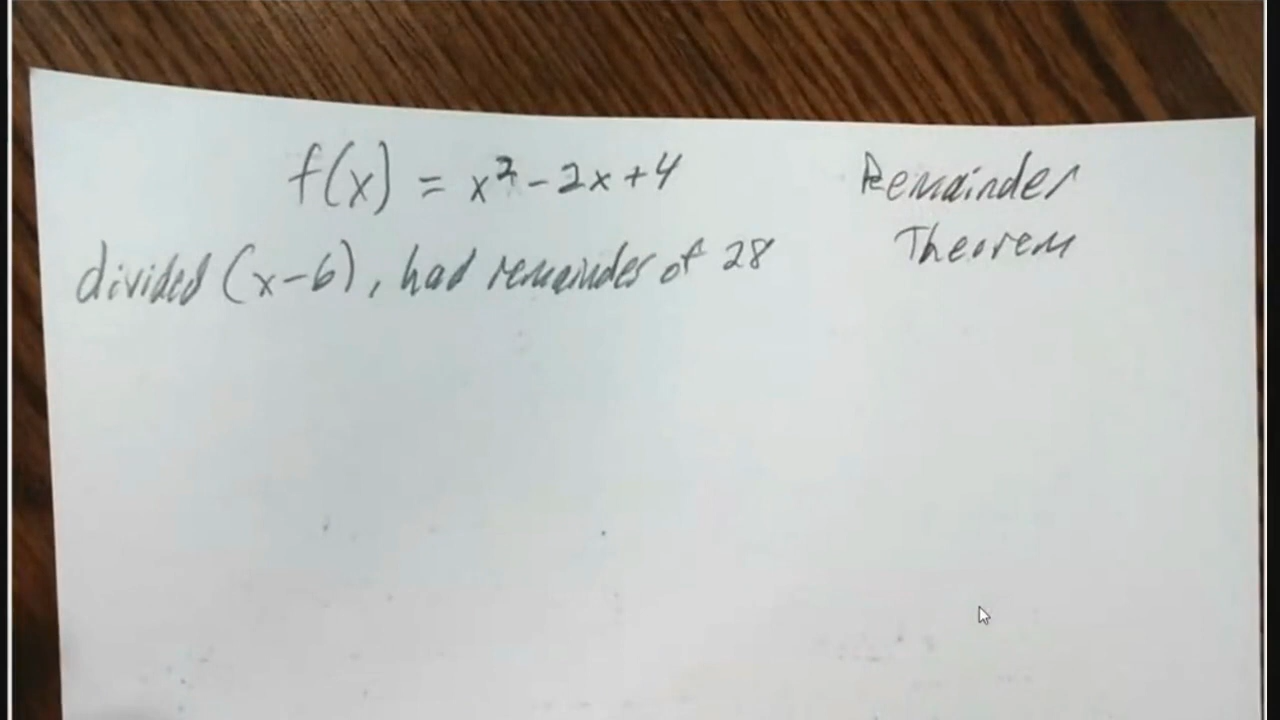 f(x) = x² - 2x + 4
Remainder
Theorem
divided (x-6), had remainder of 28